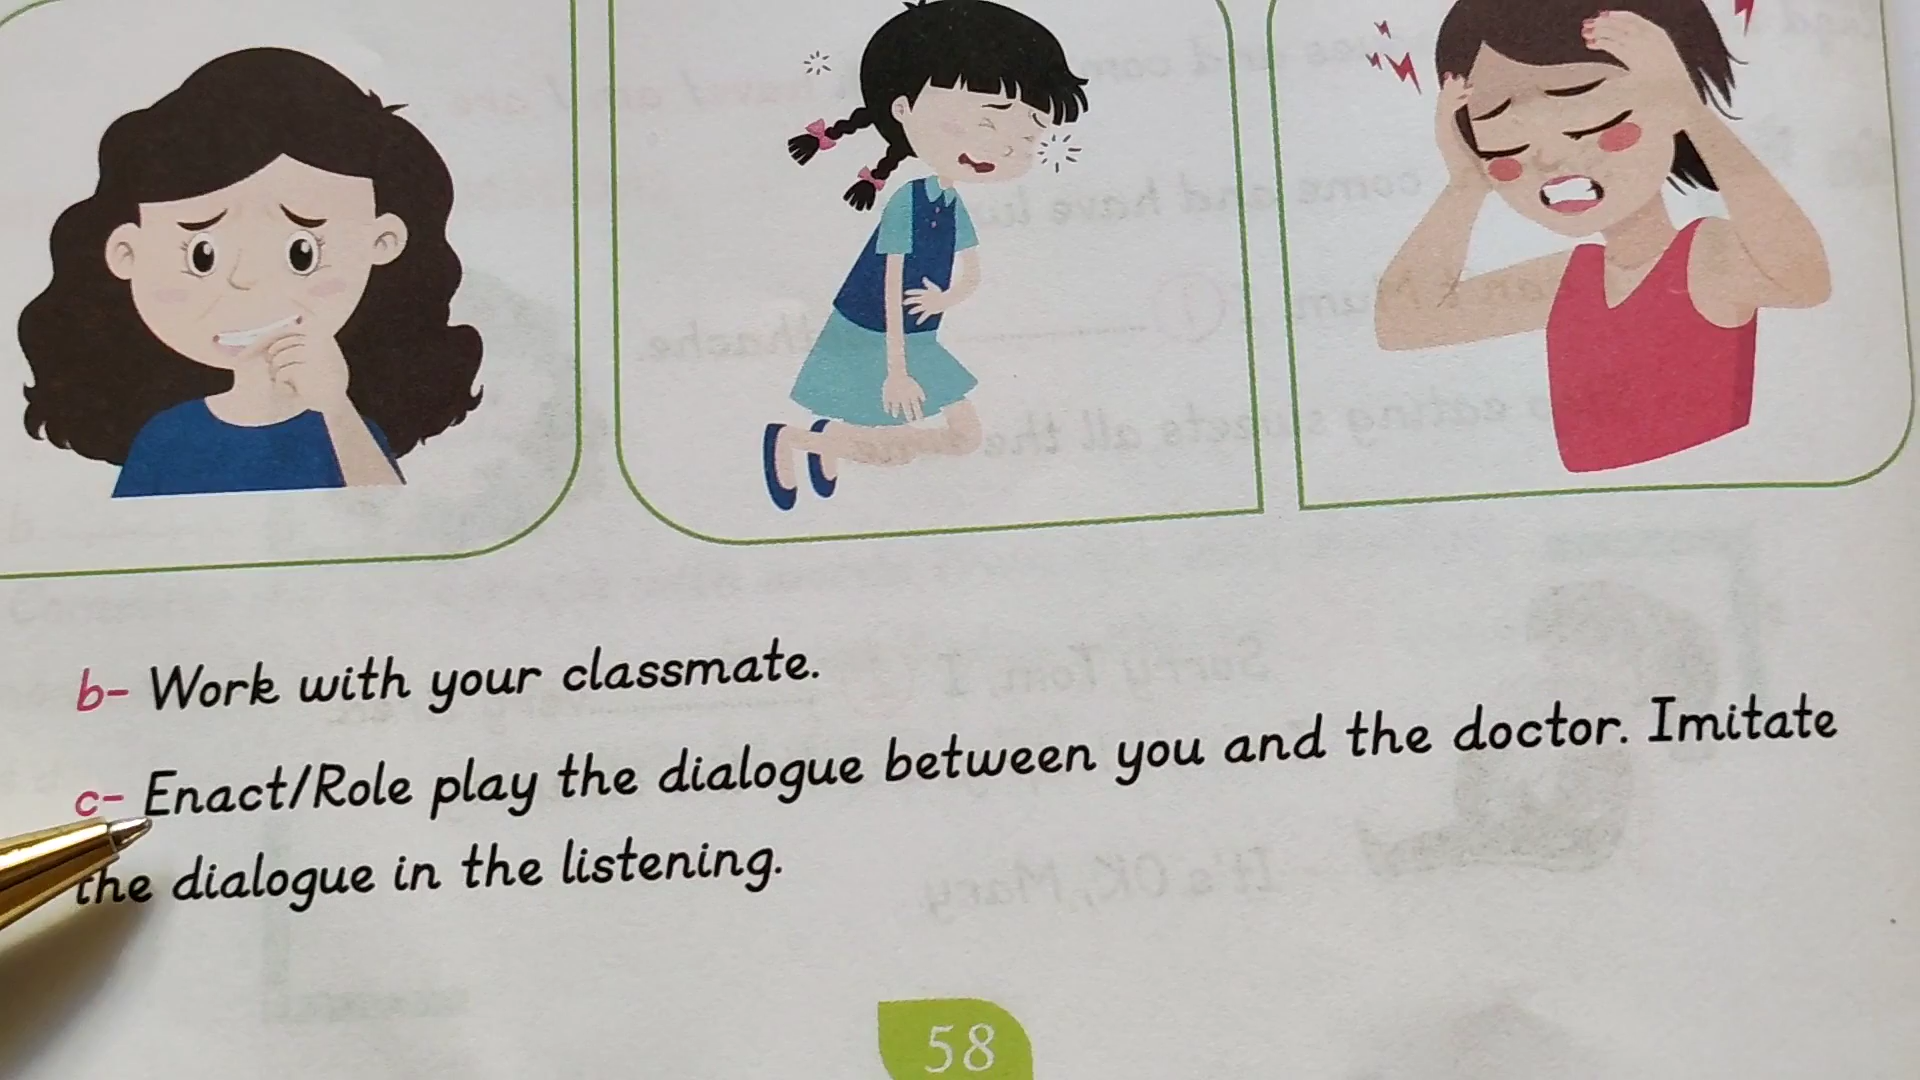 b- Work with your classmate.
c- Enact/Role play the dialogue between you and the doctor. Imitate
the dialogue in the listening.
58